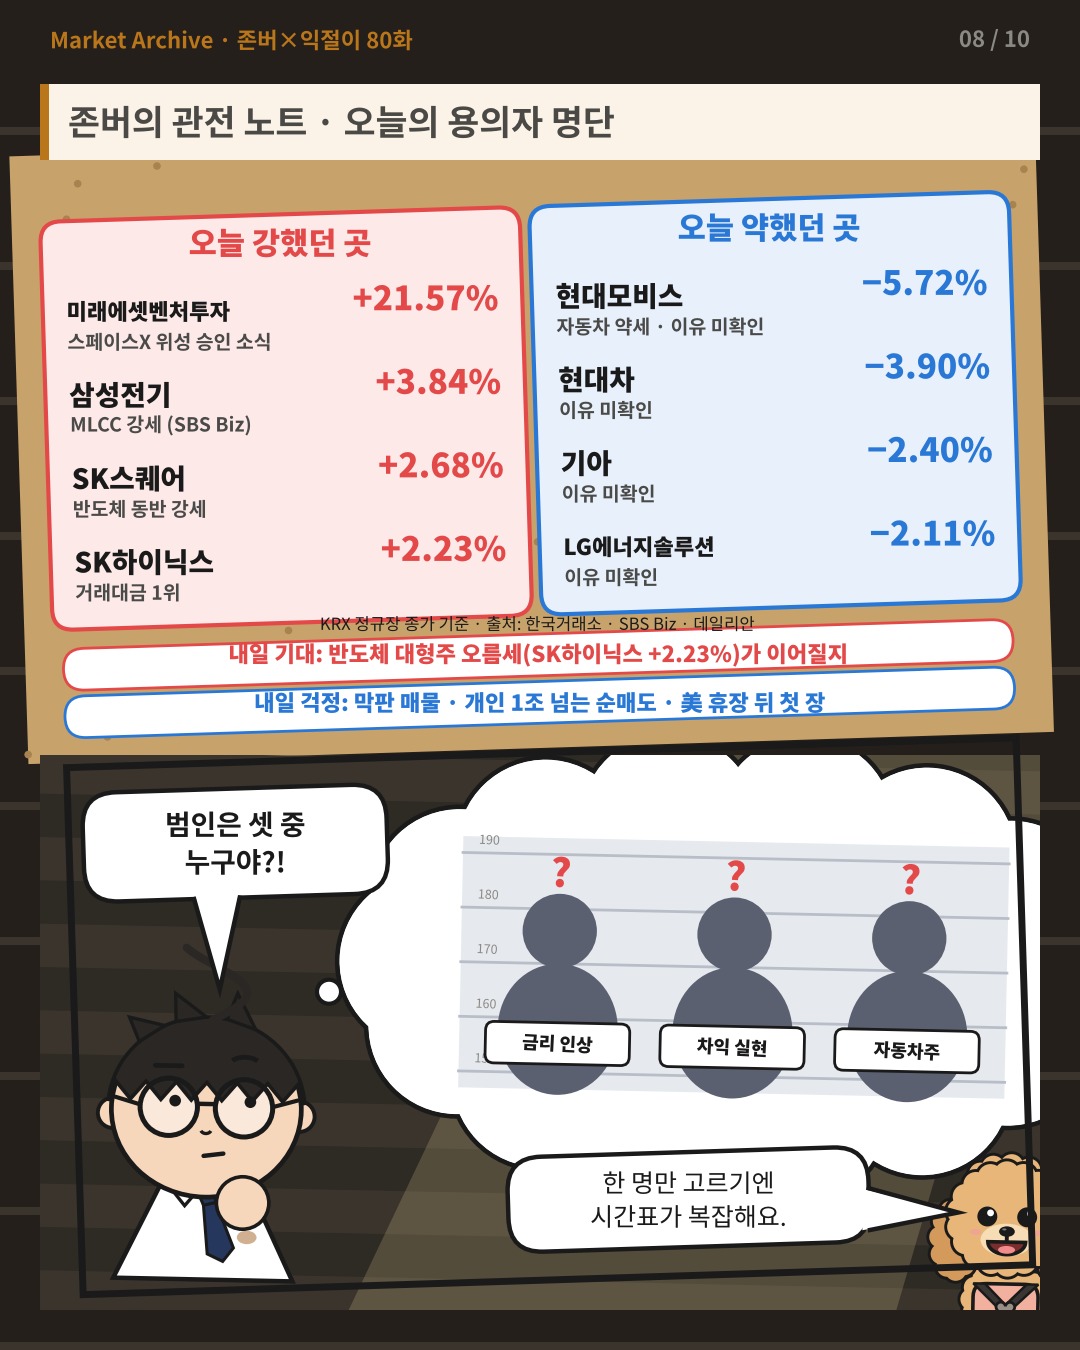 Market Archive · 존버×익절이 80화
08 / 10
존버의 관전 노트 · 오늘의 용의자 명단
오늘 강했던 곳
미래에셋벤처투자 +21.57%
스페이스X 위성 승인 소식
삼성전기 +3.84%
MLCC 강세 (SBS Biz)
SK스퀘어 +2.68%
반도체 동반 강세
SK하이닉스 +2.23%
거래대금 1위
오늘 약했던 곳
현대모비스 −5.72%
자동차 약세 · 이유 미확인
현대차 −3.90%
이유 미확인
기아 −2.40%
이유 미확인
LG에너지솔루션 −2.11%
이유 미확인
KRX 정규장 종가 기준 · 출처: 한국거래소 · SBS Biz · 데일리안
내일 기대: 반도체 대형주 오름세(SK하이닉스 +2.23%)가 이어질지
내일 걱정: 막판 매물 · 개인 1조 넘는 순매도 · 美 휴장 뒤 첫 장
범인은 셋 중
누구야?!
190
180
170
160
? ? ?
금리 인상
차익 실현
자동차주
한 명만 고르기엔
시간표가 복잡해요.